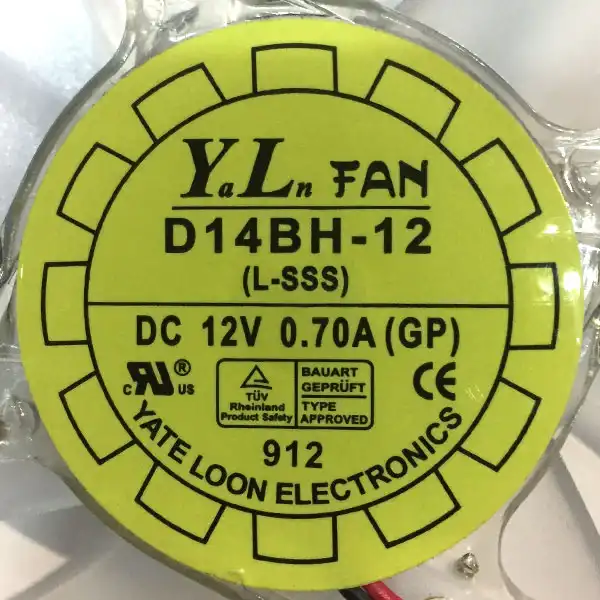 YaLn FAN
D14BH-12
(L-SSS)
DC 12V 0.70A (GP)
c RU ® US
TÜV
Rheinland
Product Safety
BAUART
GEPRÜFT
TYPE
APPROVED
CE
912
YATE LOON ELECTRONICS